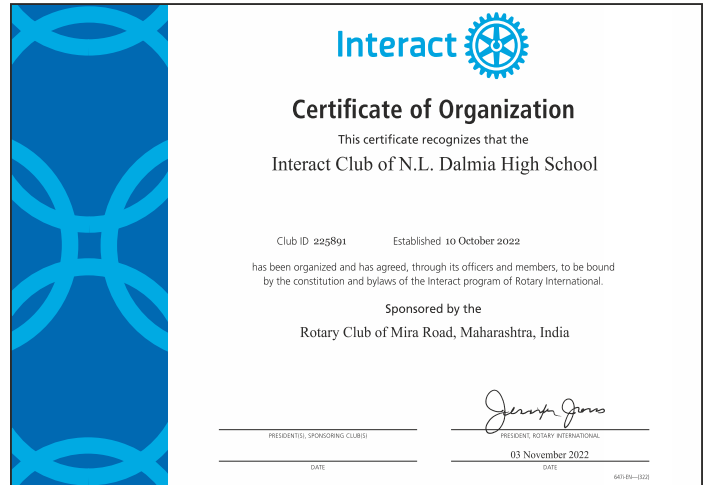 Interact
Certificate of Organization
This certificate recognizes that the
Interact Club of N.L. Dalmia High School
Club ID 225891 Established 10 October 2022
has been organized and has agreed, through its officers and members, to be bound
by the constitution and bylaws of the Interact program of Rotary International.
Sponsored by the
Rotary Club of Mira Road, Maharashtra, India
PRESIDENT(S), SPONSORING CLUB(S)
PRESIDENT, ROTARY INTERNATIONAL
03 November 2022
DATE
DATE
647I-EN—(322)